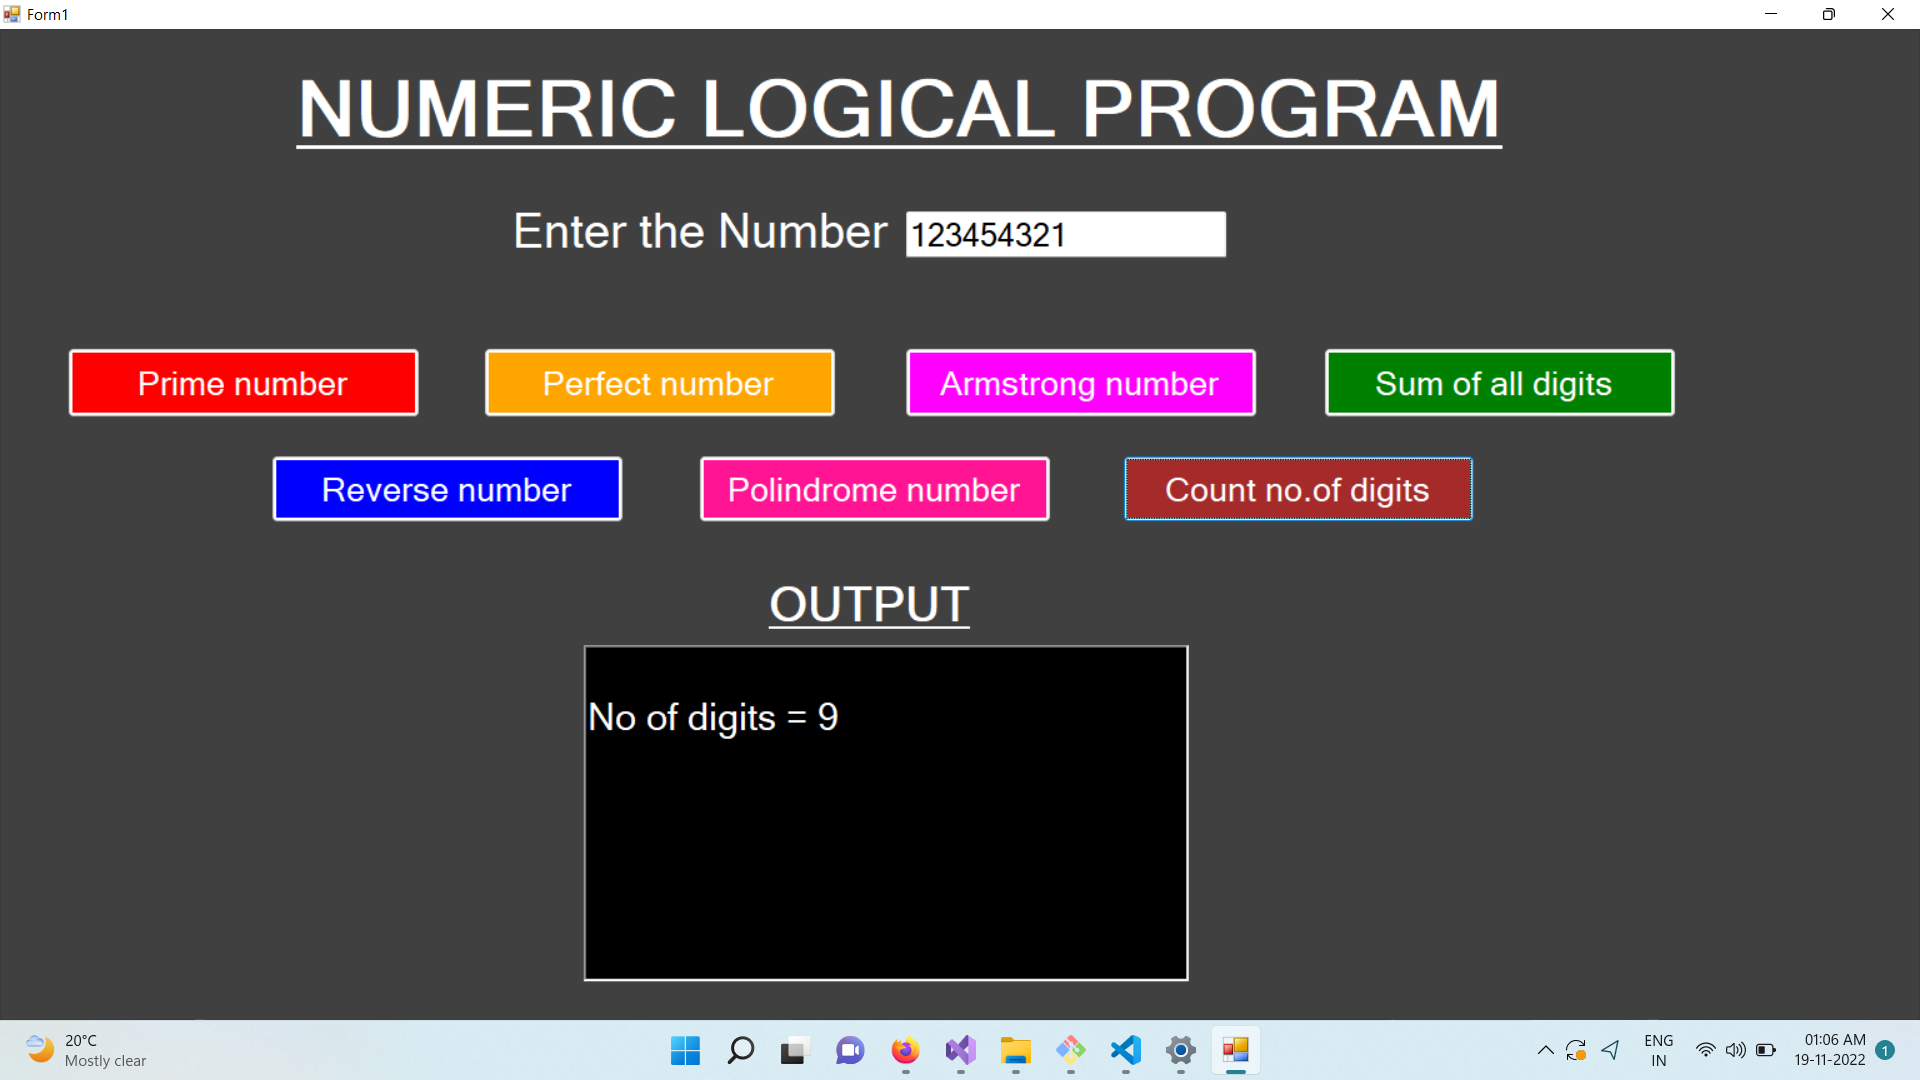 Form1
NUMERIC LOGICAL PROGRAM
Enter the Number 123454321
Prime number Perfect number Armstrong number Sum of all digits
Reverse number Polindrome number Count no.of digits
OUTPUT
No of digits = 9
20°C
Mostly clear
ENG
IN
01:06 AM
19-11-2022
1